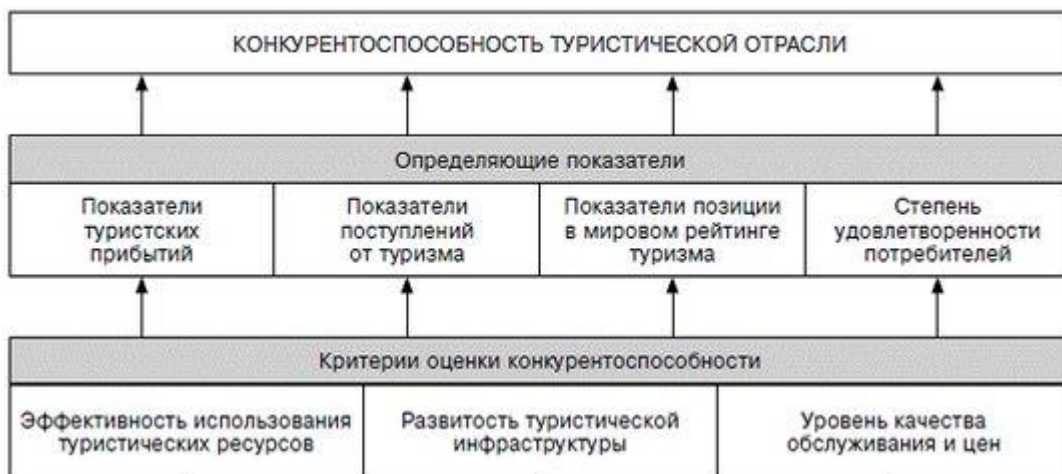 КОНКУРЕНТОСПОСОБНОСТЬ ТУРИСТИЧЕСКОЙ ОТРАСЛИ
Определяющие показатели
Показатели
туристских
прибытий
Показатели
поступлений
от туризма
Показатели позиции
в мировом рейтинге
туризма
Степень
удовлетворенности
потребителей
Критерии оценки конкурентоспособности
Эффективность использования
туристических ресурсов
Развитость туристической
инфраструктуры
Уровень качества
обслуживания и цен